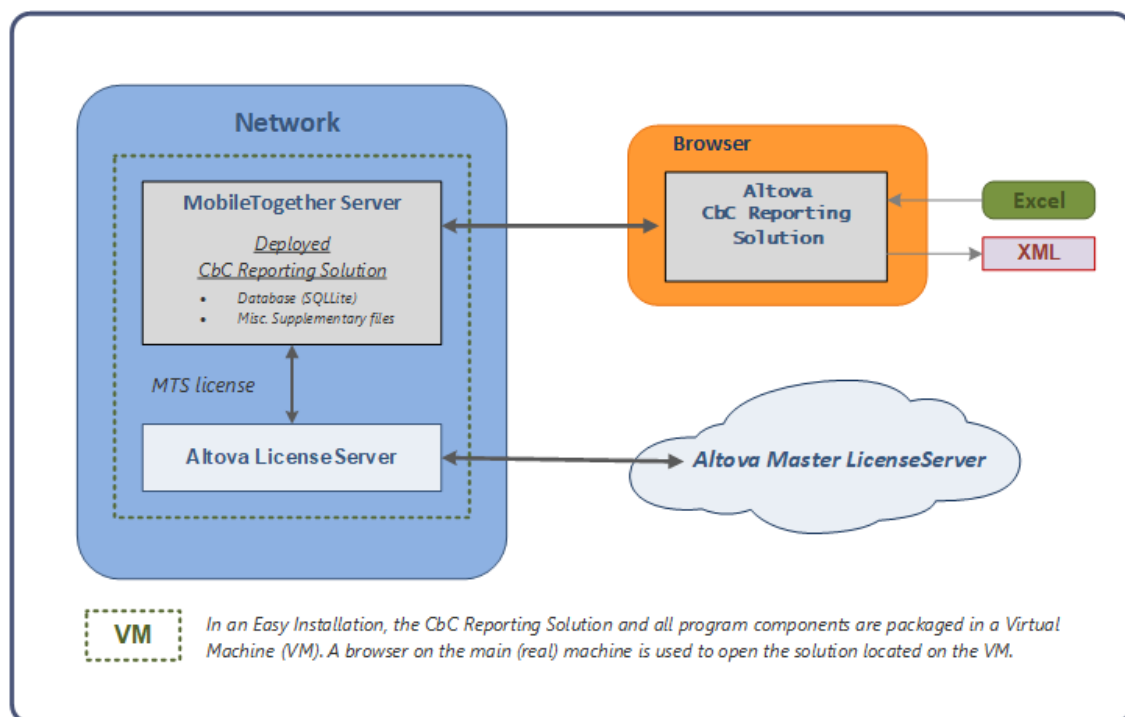 Network
MobileTogether Server
Deployed
CbC Reporting Solution
• Database (SQLLite)
• Misc. Supplementary files
MTS license
Altova LicenseServer
Browser
Altova
CbC Reporting
Solution
Excel
XML
Altova Master LicenseServer
VM
In an Easy Installation, the CbC Reporting Solution and all program components are packaged in a Virtual
Machine (VM). A browser on the main (real) machine is used to open the solution located on the VM.